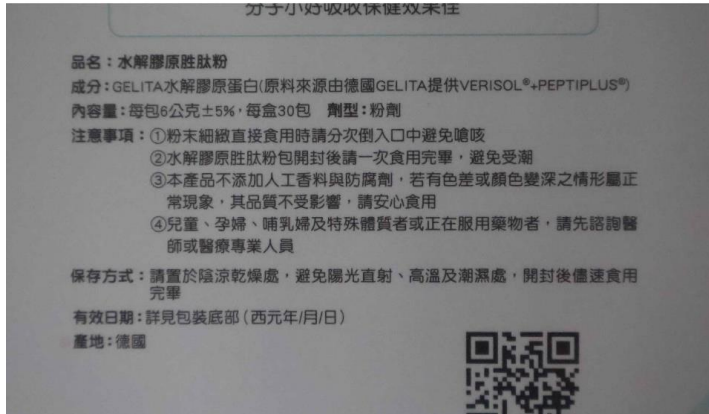 分子小好吸收保健效果佳
品名：水解膠原胜肽粉
成分：GELITA水解膠原蛋白(原料來源由德國GELITA提供VERISOL®+PEPTIPLUS®)
內容量：每包6公克±5%，每盒30包　劑型：粉劑
注意事項：①粉末細緻直接食用時請分次倒入口中避免嗆咳
②水解膠原胜肽粉包開封後請一次食用完畢，避免受潮
③本產品不添加人工香料與防腐劑，若有色差或顏色變深之情形屬正
常現象，其品質不受影響，請安心食用
④兒童、孕婦、哺乳婦及特殊體質者或正在服用藥物者，請先諮詢醫
師或醫療專業人員
保存方式：請置於陰涼乾燥處，避免陽光直射、高溫及潮濕處，開封後儘速食用
完畢
有效日期：詳見包裝底部(西元年/月/日)
產地：德國